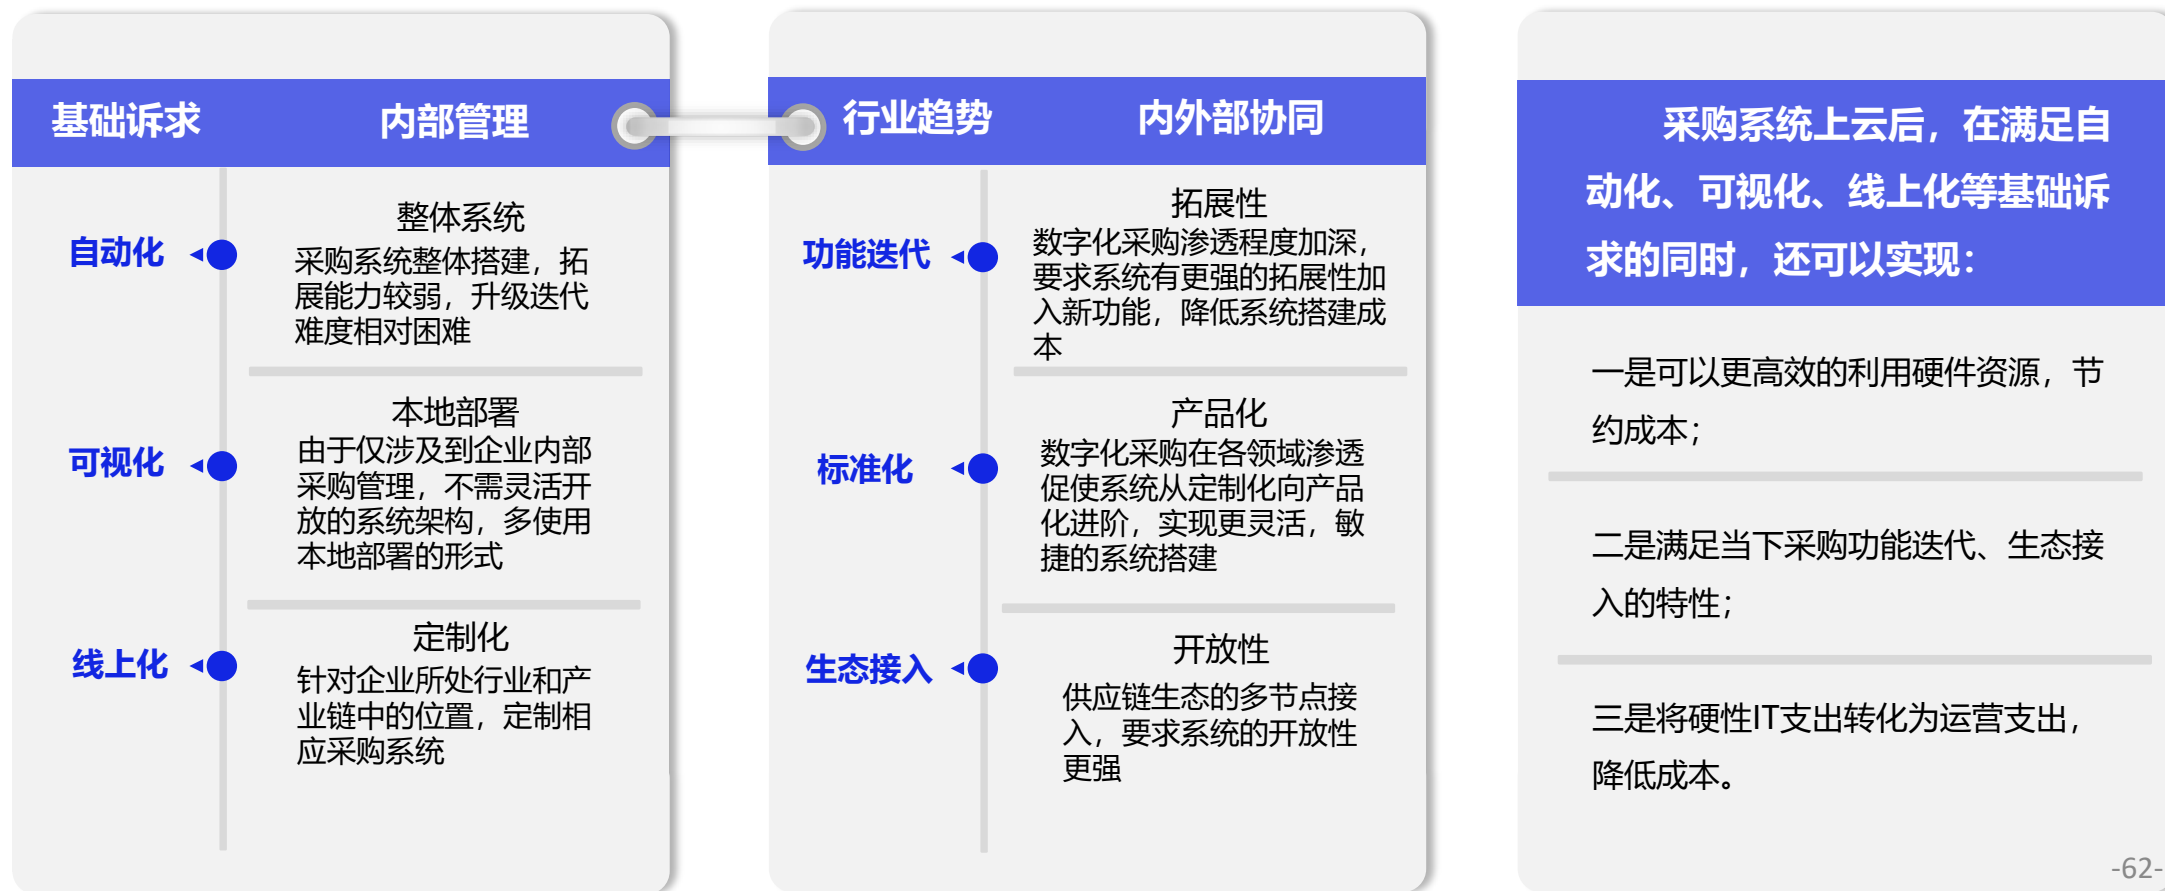 基础诉求
内部管理
自动化
整体系统
采购系统整体搭建，拓
展能力较弱，升级迭代
难度相对困难
可视化
本地部署
由于仅涉及到企业内部
采购管理，不需灵活开
放的系统架构，多使用
本地部署的形式
线上化
定制化
针对企业所处行业和产
业链中的位置，定制相
应采购系统
行业趋势
内外部协同
功能迭代
拓展性
数字化采购渗透程度加深，
要求系统有更强的拓展性加
入新功能，降低系统搭建成
本
标准化
产品化
数字化采购在各领域渗透
促使系统从定制化向产品
化进阶，实现更灵活，敏
捷的系统搭建
生态接入
开放性
供应链生态的多节点接
入，要求系统的开放性
更强
采购系统上云后，在满足自
动化、可视化、线上化等基础诉
求的同时，还可以实现：
一是可以更高效的利用硬件资源，节
约成本；
二是满足当下采购功能迭代、生态接
入的特性；
三是将硬性IT支出转化为运营支出，
降低成本。
-62-